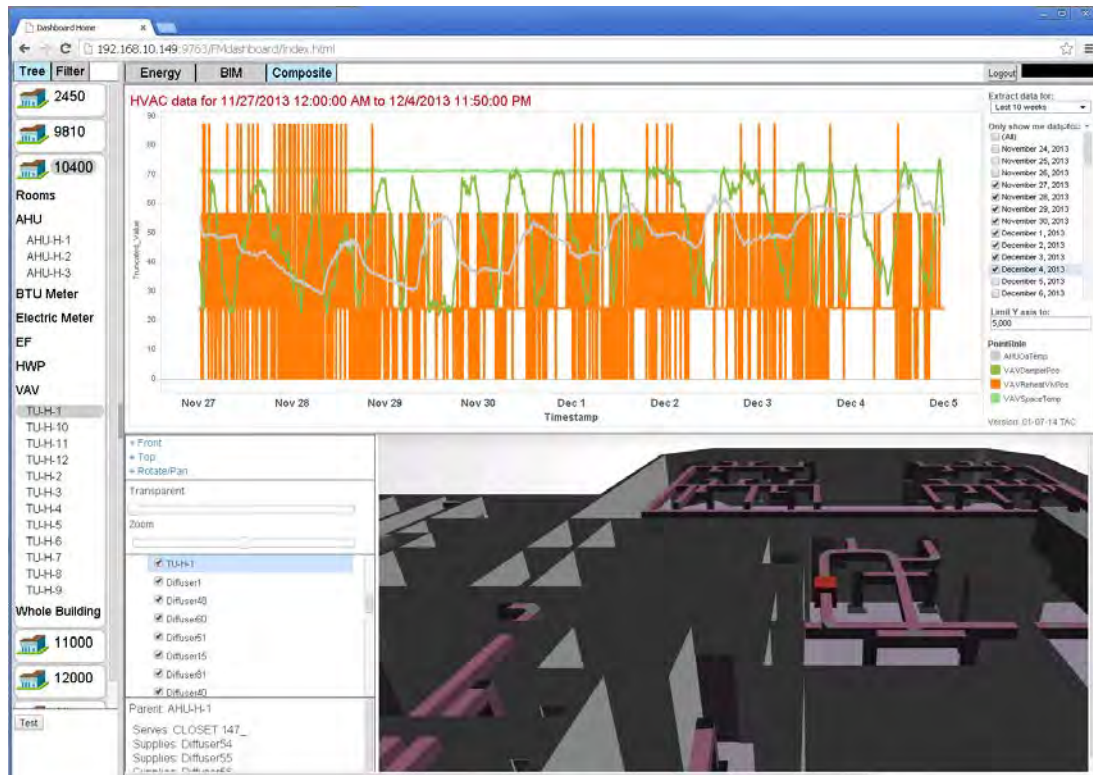 Dashboard Home
192.168.10.149:9763/FMdashboard/index.html
Tree Filter
Energy BIM Composite
Logout
2450
9810
10400
Rooms
AHU
AHU-H-1
AHU-H-2
AHU-H-3
BTU Meter
Electric Meter
EF
HWP
VAV
TU-H-1
TU-H-10
TU-H-11
TU-H-12
TU-H-2
TU-H-3
TU-H-4
TU-H-5
TU-H-6
TU-H-7
TU-H-8
TU-H-9
Whole Building
11000
12000
Test
HVAC data for 11/27/2013 12:00:00 AM to 12/4/2013 11:50:00 PM
Truncated_Value
90
80
70
60
50
40
30
20
10
0
Nov 27 Nov 28 Nov 29 Nov 30 Dec 1 Dec 2 Dec 3 Dec 4 Dec 5
Timestamp
Extract data for:
Last 10 weeks
Only show me data for:
(All)
November 24, 2013
November 25, 2013
November 26, 2013
November 27, 2013
November 28, 2013
November 29, 2013
November 30, 2013
December 1, 2013
December 2, 2013
December 3, 2013
December 4, 2013
December 5, 2013
December 6, 2013
Limit Y axis to:
5,000
AHUOaTemp
VAVDamperPos
VAVReheatVlvPos
VAVSpaceTemp
Version: 01-07-14 TAC
+ Front
+ Top
+ Rotate/Pan
Transparent
Zoom
TU-H-1
Diffuser1
Diffuser48
Diffuser60
Diffuser51
Diffuser15
Diffuser81
Diffuser40
Parent: AHU-H-1
Serves: CLOSET 147_
Supplies: Diffuser54
Supplies: Diffuser55
Supplies: Diffuser56